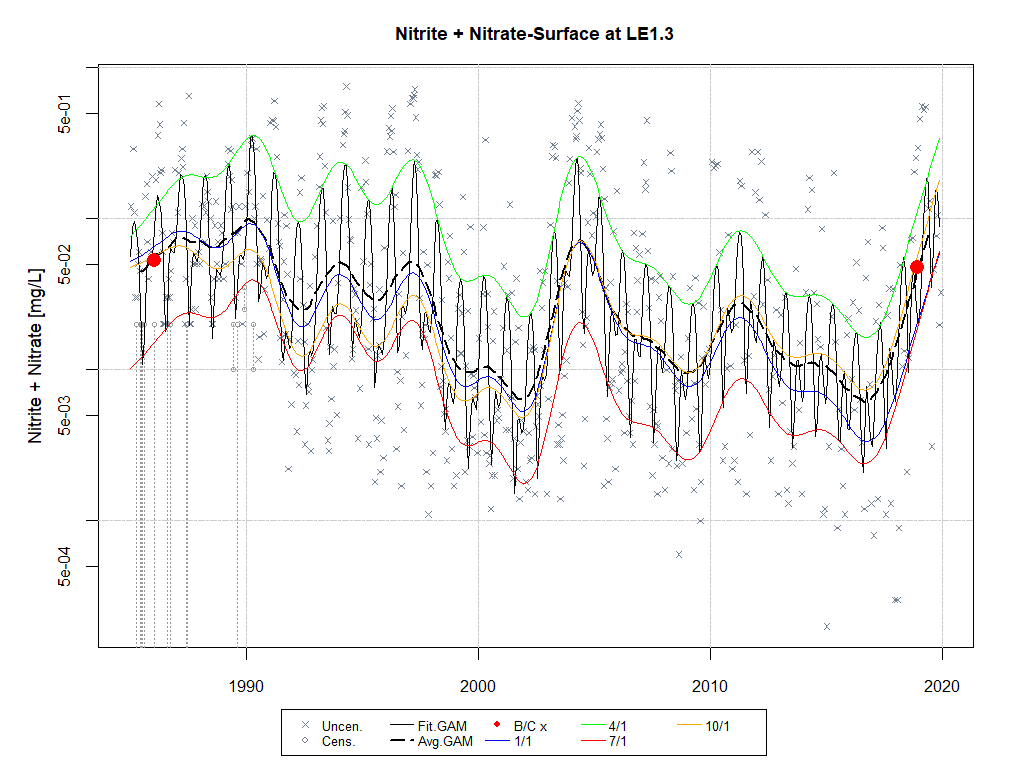 Nitrite + Nitrate-Surface at LE1.3
Nitrite + Nitrate [mg/L]
5e-01
5e-02
5e-03
5e-04
1990 2000 2010 2020
Uncen. Fit.GAM B/C x 4/1 10/1
Cens. Avg.GAM 1/1 7/1